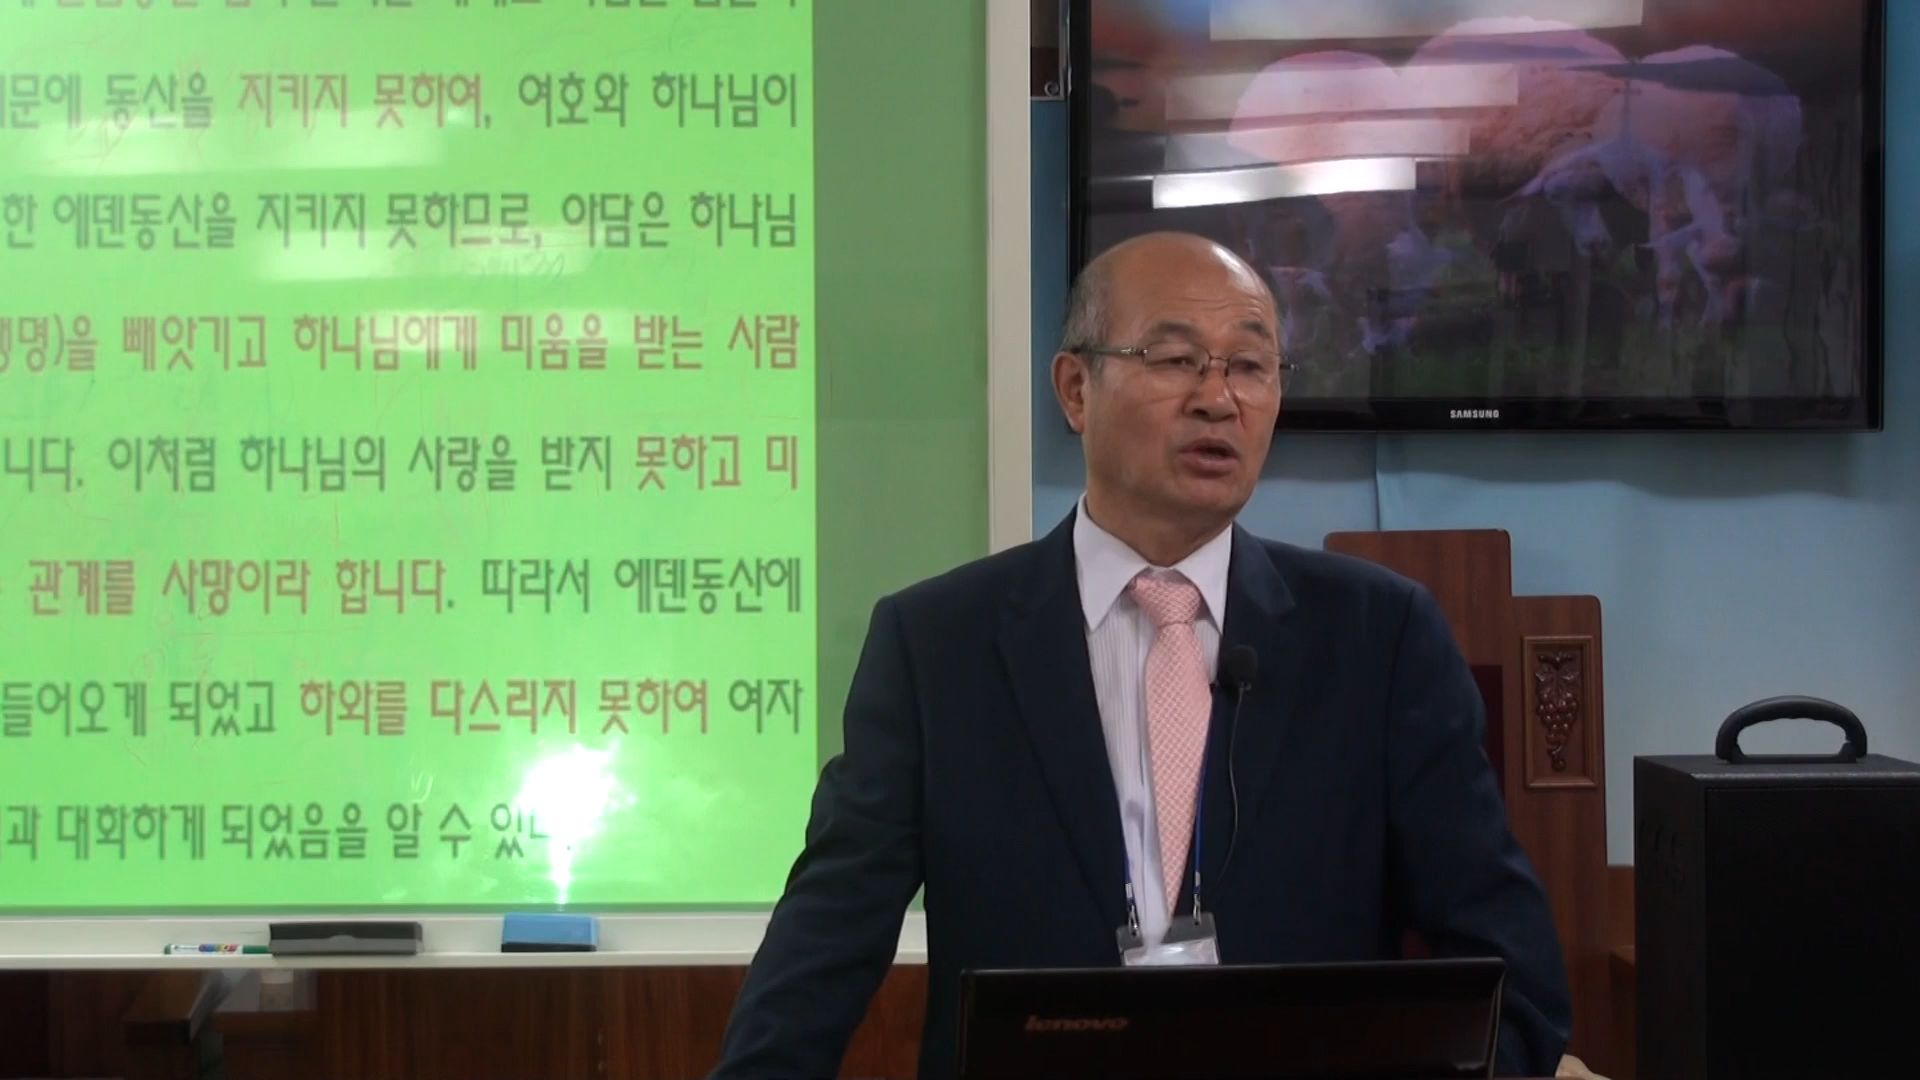 동산을 지키지 못하여, 여호와 하나님이
한 에덴동산을 지키지 못하므로, 아담은 하나님
명)을 빼앗기고 하나님에게 미움을 받는 사람
니다. 이처럼 하나님의 사랑을 받지 못하고 미
관계를 사망이라 합니다. 따라서 에덴동산에
들어오게 되었고 하와를 다스리지 못하여 여자
과 대화하게 되었음을 알 수
SAMSUNG
lenovo